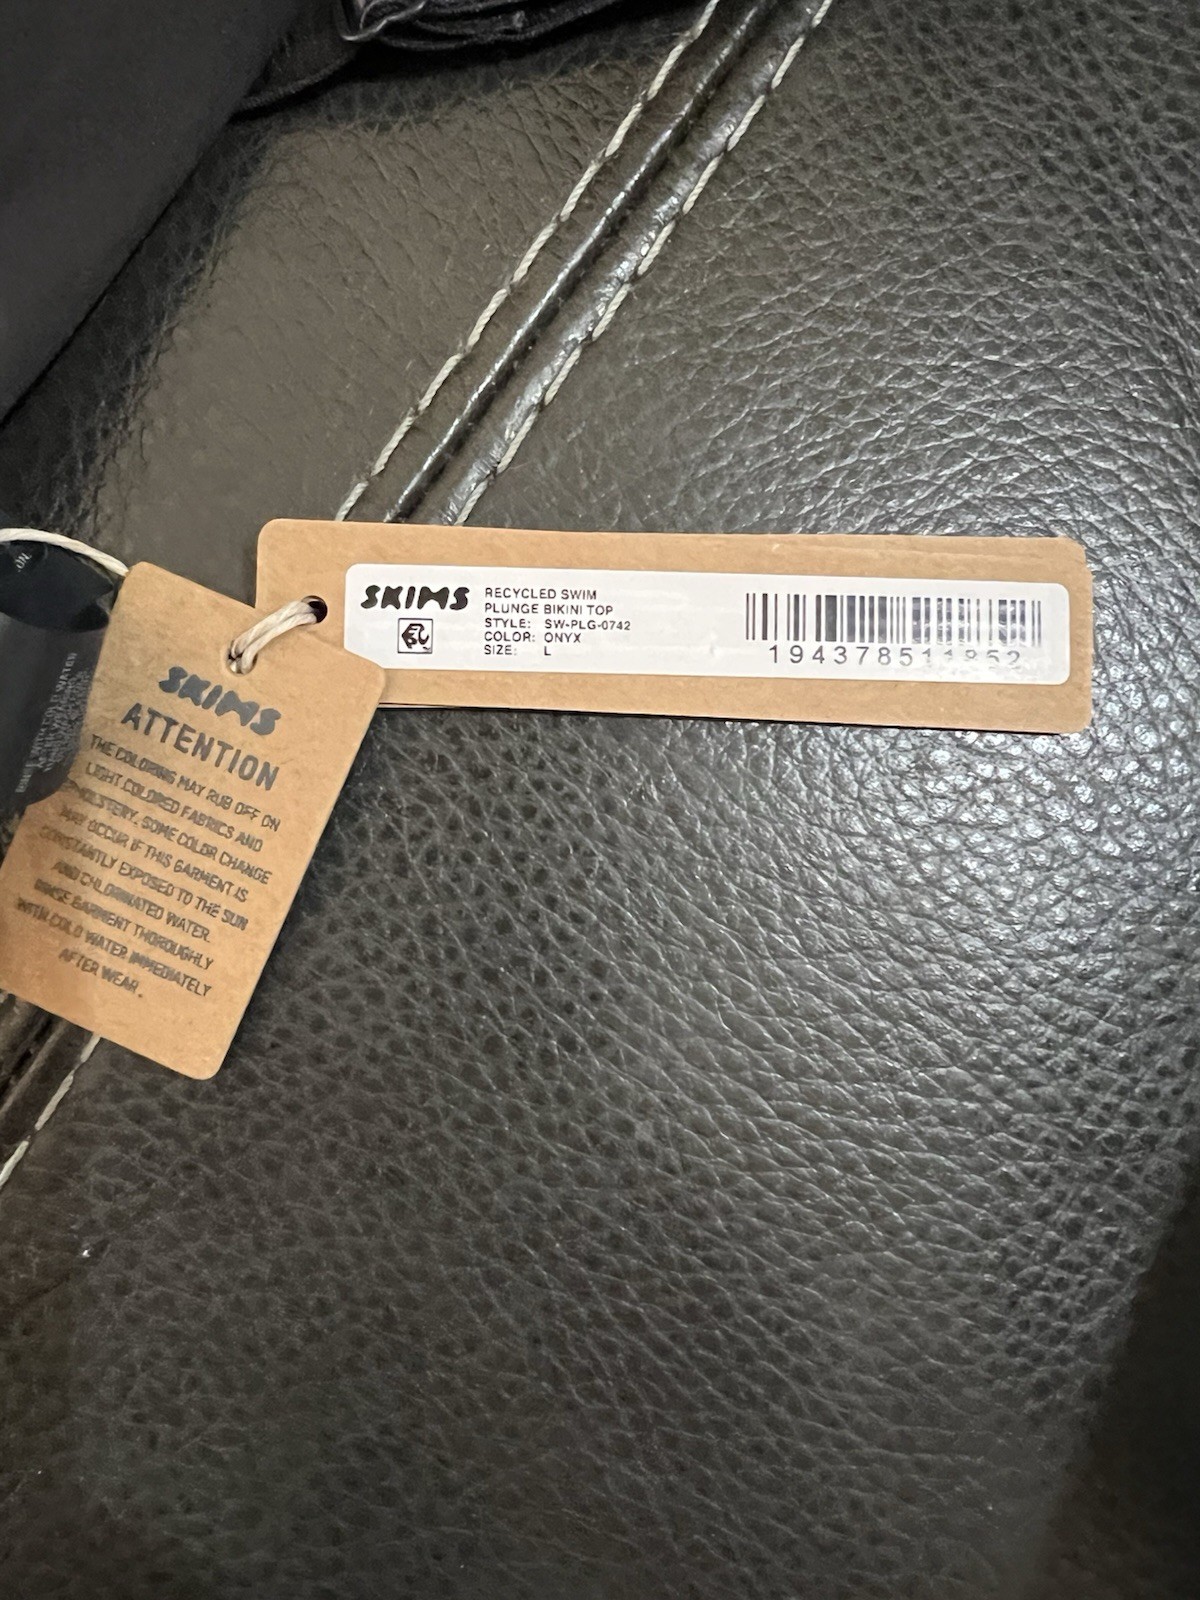 SKIMS
RECYCLED SWIM
PLUNGE BIKINI TOP
STYLE: SW-PLG-0742
COLOR: ONYX
SIZE: L
SKIMS
ATTENTION
THE COLORING MAY RUB OFF ON
LIGHT COLORED FABRICS AND
UPHOLSTERY. SOME COLOR CHANGE
MAY OCCUR IF THIS GARMENT IS
CONSTANTLY EXPOSED TO THE SUN
AND CHLORINATED WATER.
RINSE GARMENT THOROUGHLY
WITH COLD WATER IMMEDIATELY
AFTER WEAR.